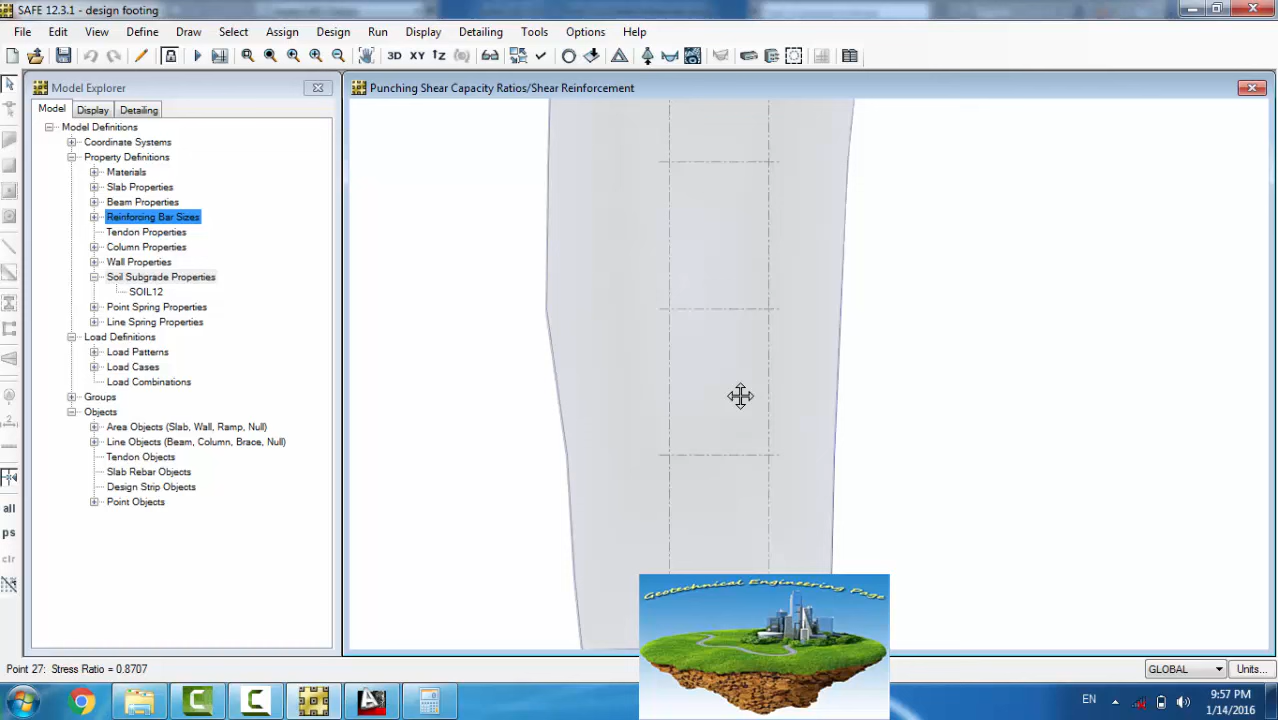 SAFE 12.3.1 - design footing
File Edit View Define Draw Select Assign Design Run Display Detailing Tools Options Help
3D XY
Model Explorer
Punching Shear Capacity Ratios/Shear Reinforcement
Model Display Detailing
Model Definitions
Coordinate Systems
Property Definitions
Materials
Slab Properties
Beam Properties
Reinforcing Bar Sizes
Tendon Properties
Column Properties
Wall Properties
Soil Subgrade Properties
SOIL12
Point Spring Properties
Line Spring Properties
Load Definitions
Load Patterns
Load Cases
Load Combinations
Groups
Objects
Area Objects (Slab, Wall, Ramp, Null)
Line Objects (Beam, Column, Brace, Null)
Tendon Objects
Slab Rebar Objects
Design Strip Objects
Point Objects
all
ps
clr
Geotechnical Engineering Page
Point 27: Stress Ratio = 0.8707
GLOBAL
Units...
EN
9:57 PM
1/14/2016